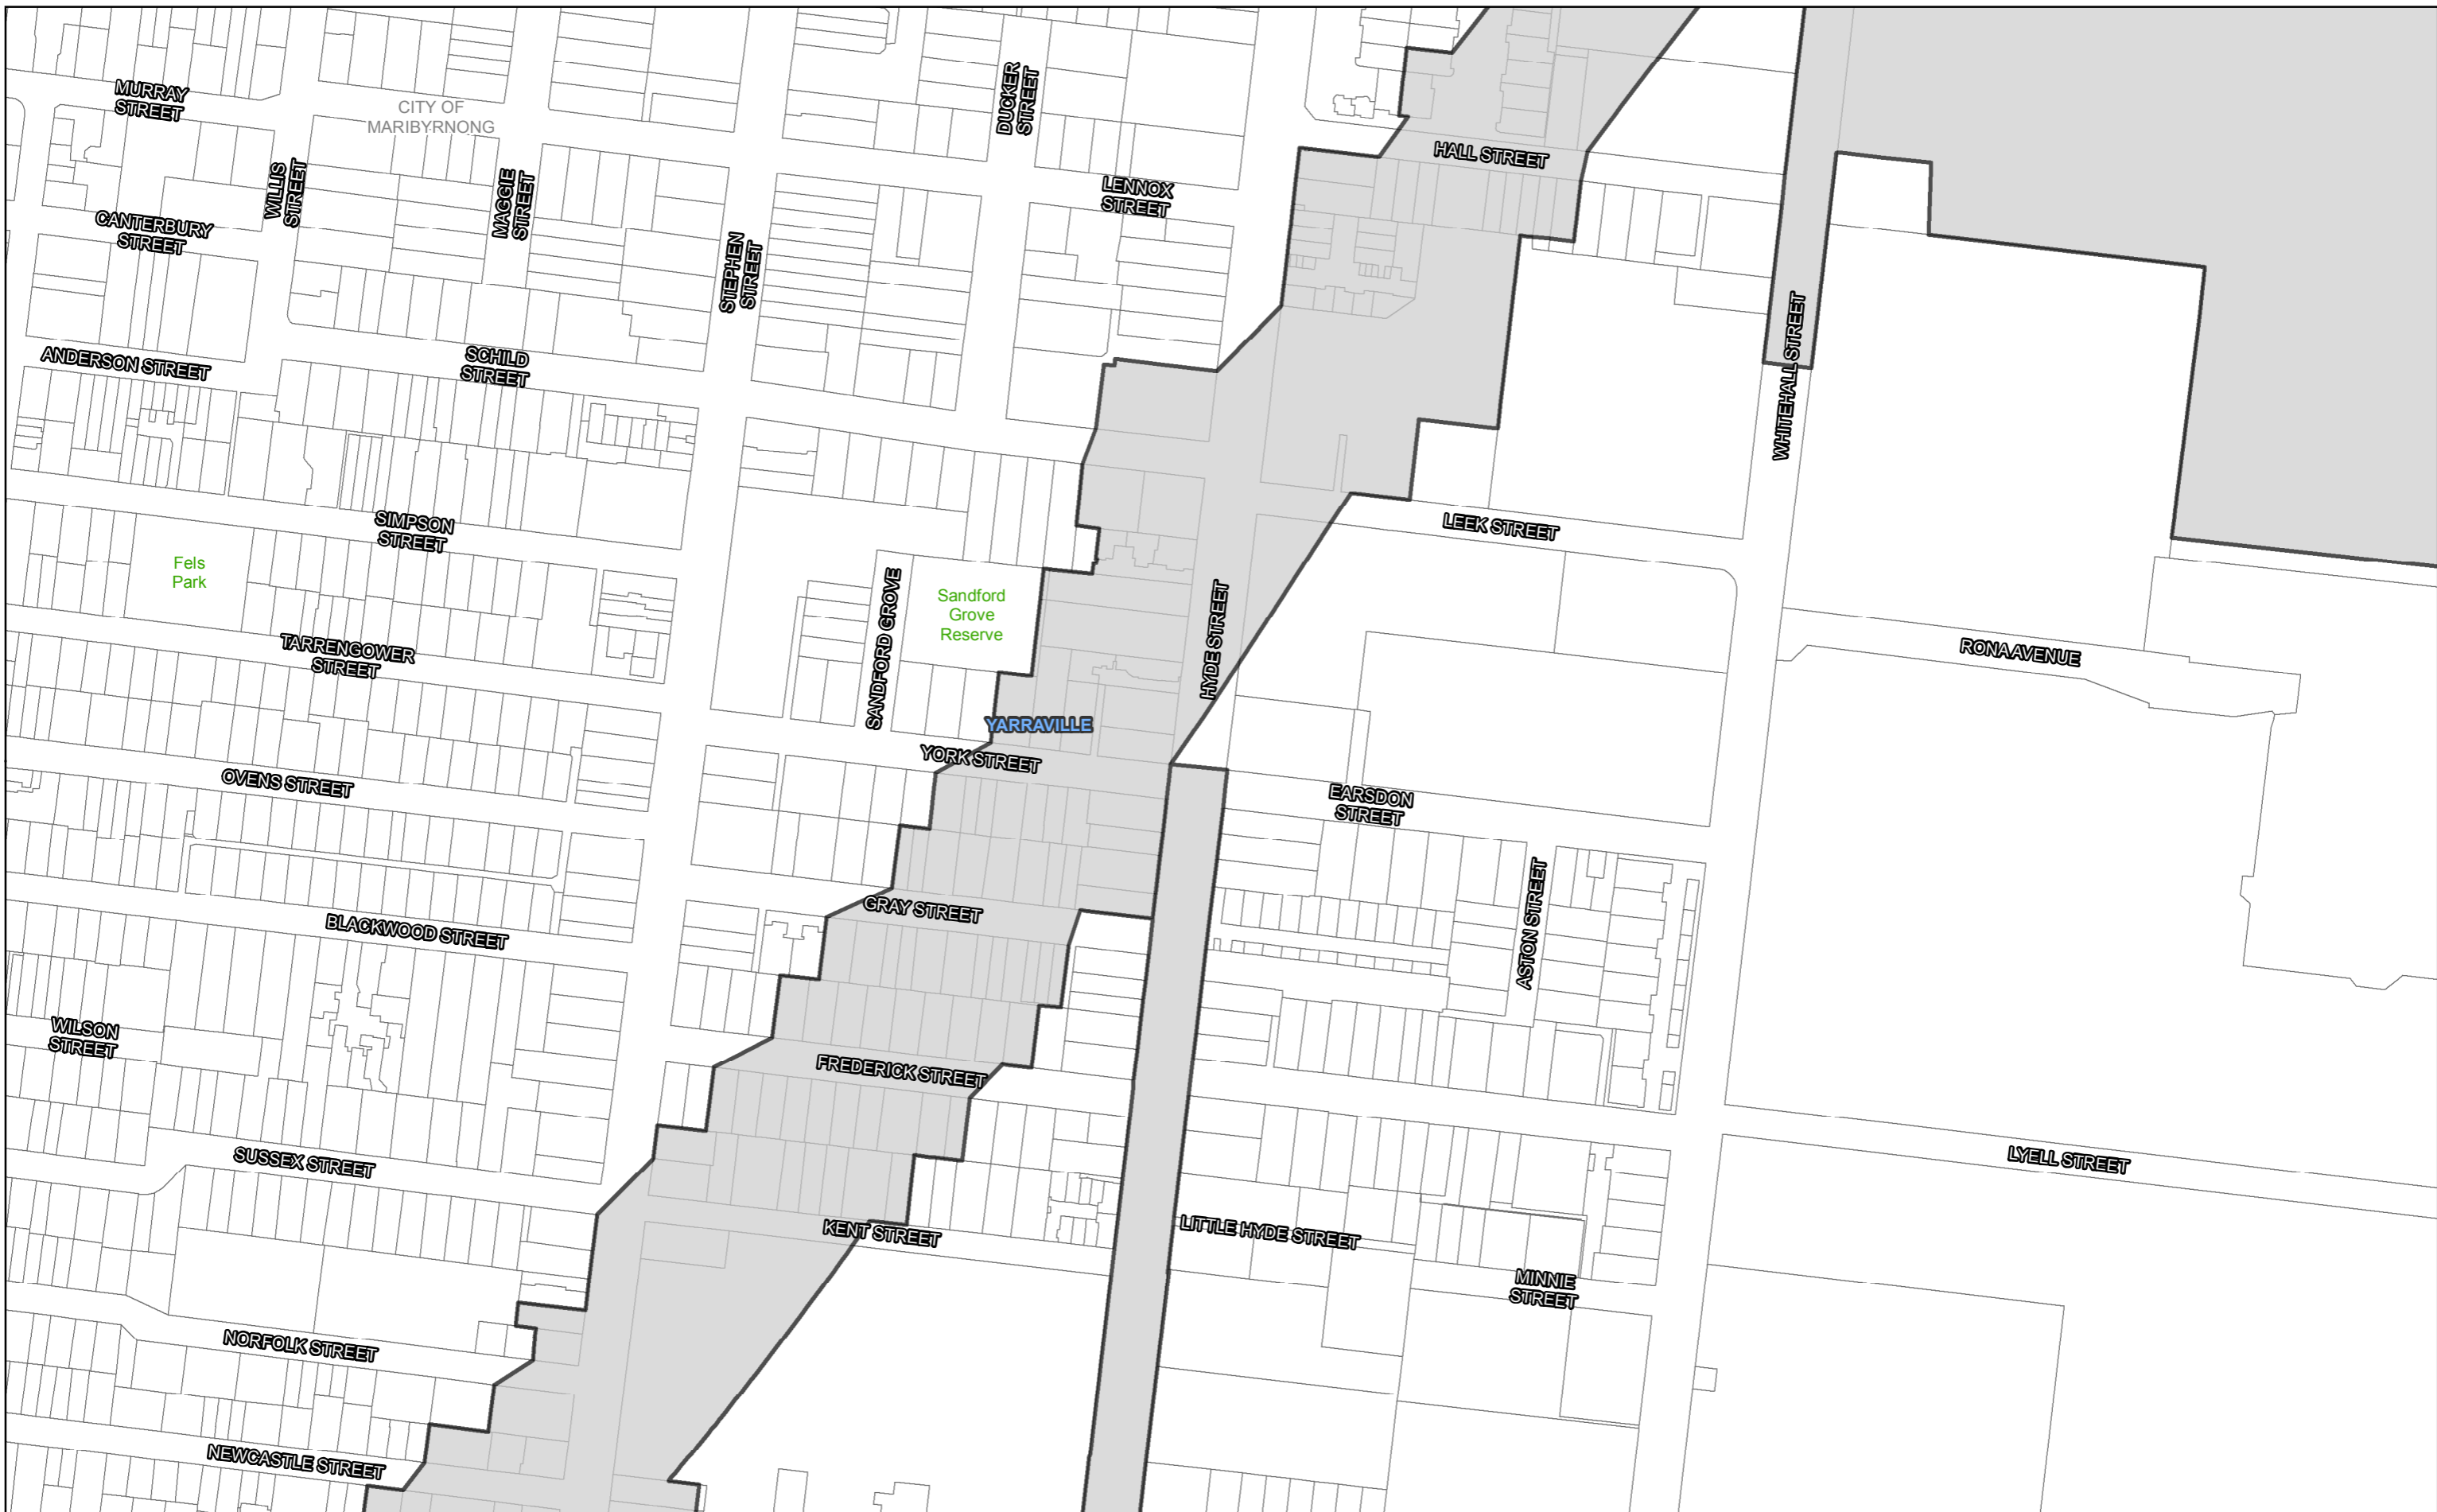 MURRAY
STREET
CITY OF
MARIBYRNONG
DUCKER
STREET
HALL STREET
WILLIS
STREET
MAGGIE
STREET
LENNOX
STREET
CANTERBURY
STREET
STEPHEN
STREET
ANDERSON STREET
SCHILD
STREET
WHITEHALL STREET
SIMPSON
STREET
LEEK STREET
Fels
Park
SANDFORD GROVE
Sandford
Grove
Reserve
HYDE STREET
TARRENGOWER
STREET
RONA AVENUE
YARRAVILLE
YORK STREET
OVENS STREET
EARSDON
STREET
GRAY STREET
ASTON STREET
BLACKWOOD STREET
WILSON
STREET
FREDERICK STREET
SUSSEX STREET
LYELL STREET
KENT STREET
LITTLE HYDE STREET
MINNIE
STREET
NORFOLK STREET
NEWCASTLE STREET